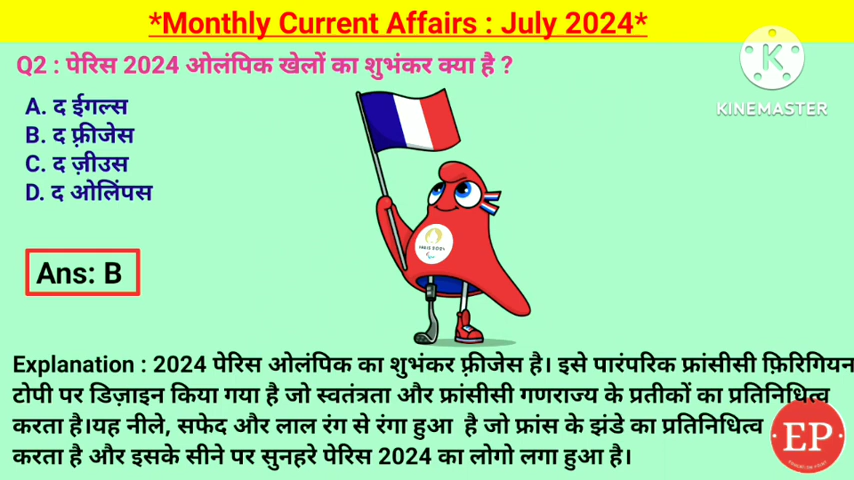 *Monthly Current Affairs : July 2024*
Q2 : पेरिस 2024 ओलंपिक खेलों का शुभंकर क्या है ?
KINEMASTER
A. द ईगल्स
B. द फ़्रीजेस
C. द ज़ीउस
D. द ओलिंपस
PARIS 2024
Ans: B
Explanation : 2024 पेरिस ओलंपिक का शुभंकर फ़्रीजेस है। इसे पारंपरिक फ्रांसीसी फ़िरिगियन
टोपी पर डिज़ाइन किया गया है जो स्वतंत्रता और फ्रांसीसी गणराज्य के प्रतीकों का प्रतिनिधित्व
करता है।यह नीले, सफेद और लाल रंग से रंगा हुआ है जो फ्रांस के झंडे का प्रतिनिधित्व
करता है और इसके सीने पर सुनहरे पेरिस 2024 का लोगो लगा हुआ है।
EP